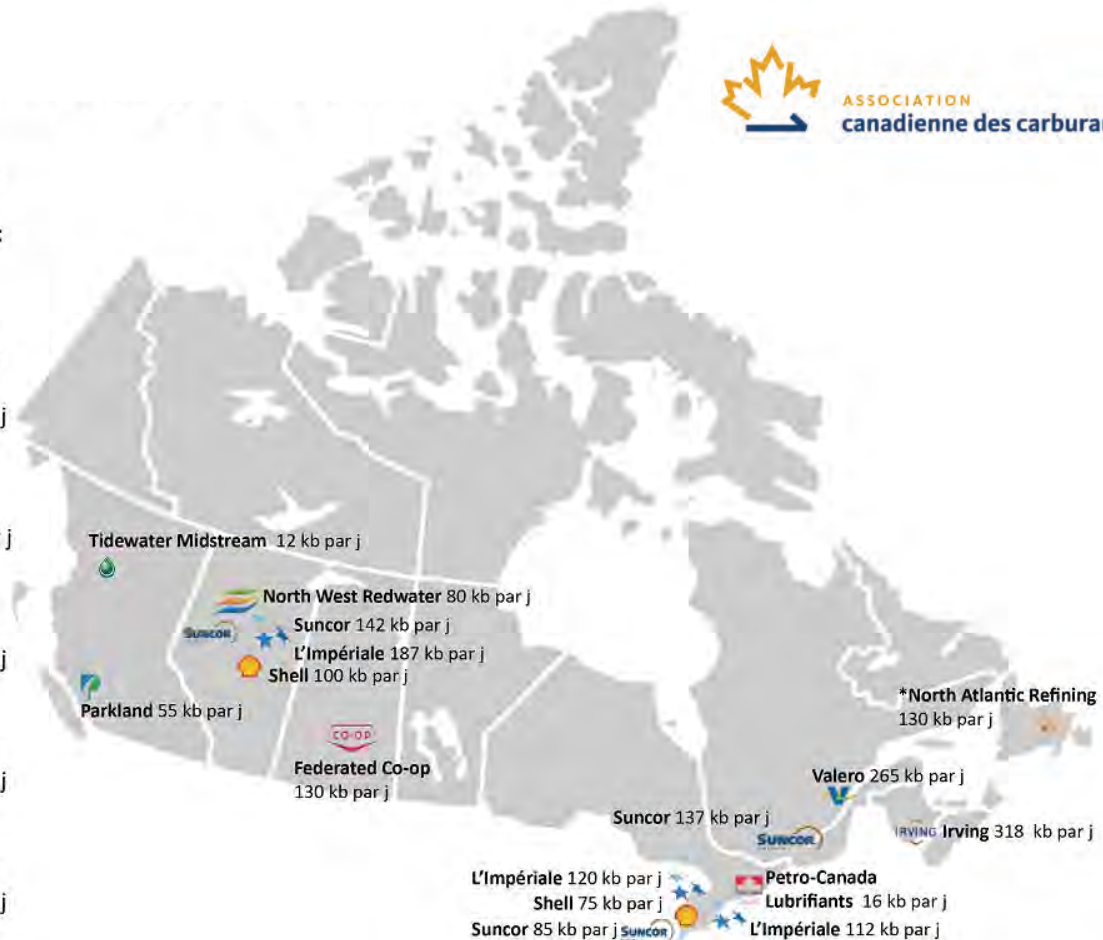 ASSOCIATION
canadienne des carbura
j
j
Tidewater Midstream 12 kb par j
North West Redwater 80 kb par j
SUNCOR
Suncor 142 kb par j
L'Impériale 187 kb par j
j
Shell 100 kb par j
*North Atlantic Refining
130 kb par j
Parkland 55 kb par j
CO-OP
Federated Co-op
130 kb par j
j
Valero 265 kb par j
Suncor 137 kb par j
SUNCOR
IRVING Irving 318 kb par j
L'Impériale 120 kb par j
Petro-Canada
Shell 75 kb par j
Lubrifiants 16 kb par j
j
Suncor 85 kb par j SUNCOR
L'Impériale 112 kb par j